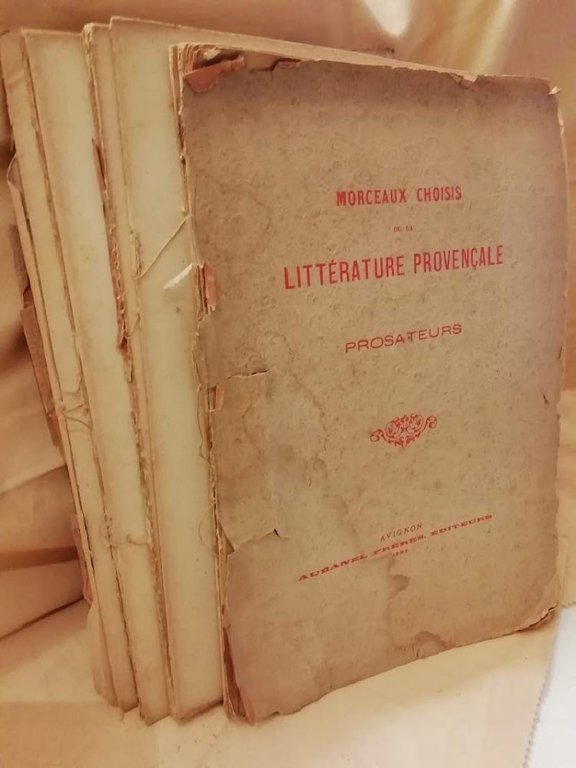 MORCEAUX CHOISIS
DE LA
LITTÉRATURE PROVENÇALE
PROSATEURS
AVIGNON
AUBANEL FRÈRES, ÉDITEURS